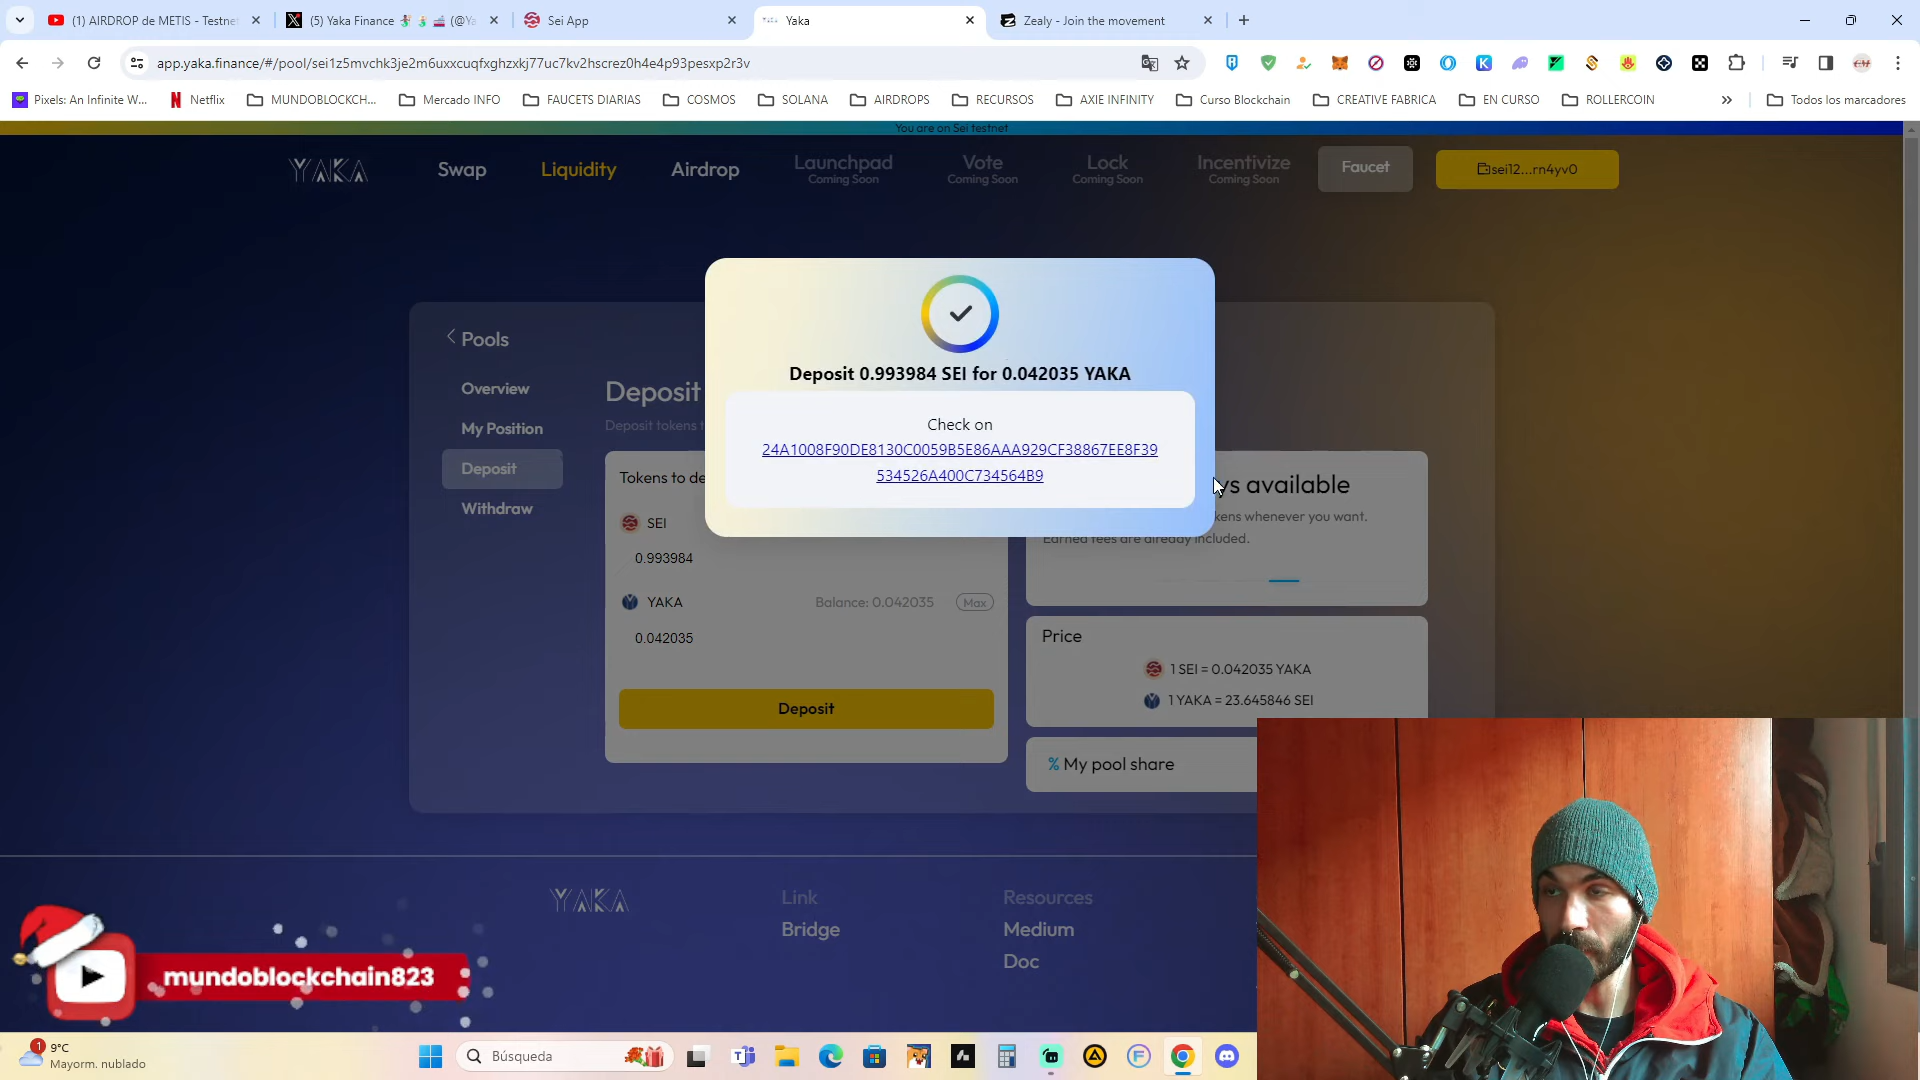 (1) AIRDROP de METIS - Testne
(5) Yaka Finance
(@Ya
Sei App
Yaka
Zealy - Join the movement
app.yaka.finance/#/pool/sei1z5mvchk3je2m6uxxcuqfxghzxkj77uc7kv2hscrez0h4e4p93pesxp2r3v
Pixels: An Infinite W...
Netflix
MUNDOBLOCKCH...
Mercado INFO
FAUCETS DIARIAS
COSMOS
SOLANA
AIRDROPS
RECURSOS
AXIE INFINITY
Curso Blockchain
CREATIVE FABRICA
EN CURSO
ROLLERCOIN
»
Todos los marcadores
You are on Sei testnet
YAKA
Swap
Liquidity
Airdrop
Launchpad
Coming Soon
Vote
Coming Soon
Lock
Coming Soon
Incentivize
Coming Soon
Faucet
sei12...rn4yv0
Pools
Overview
My Position
Deposit
Withdraw
Deposit
Deposit tokens t
Tokens to de
SEI
0.993984
YAKA
Balance: 0.042035
Max
0.042035
Deposit
Deposit 0.993984 SEI for 0.042035 YAKA
Check on
24A1008F90DE8130C0059B5E86AAA929CF38867EE8F39
534526A400C734564B9
ys available
kens whenever you want.
Earned fees are already included.
Price
1 SEI = 0.042035 YAKA
1 YAKA = 23.645846 SEI
% My pool share
YAKA
Link
Bridge
Resources
Medium
Doc
mundoblockchain823
1
9°C
Mayorm. nublado
Búsqueda